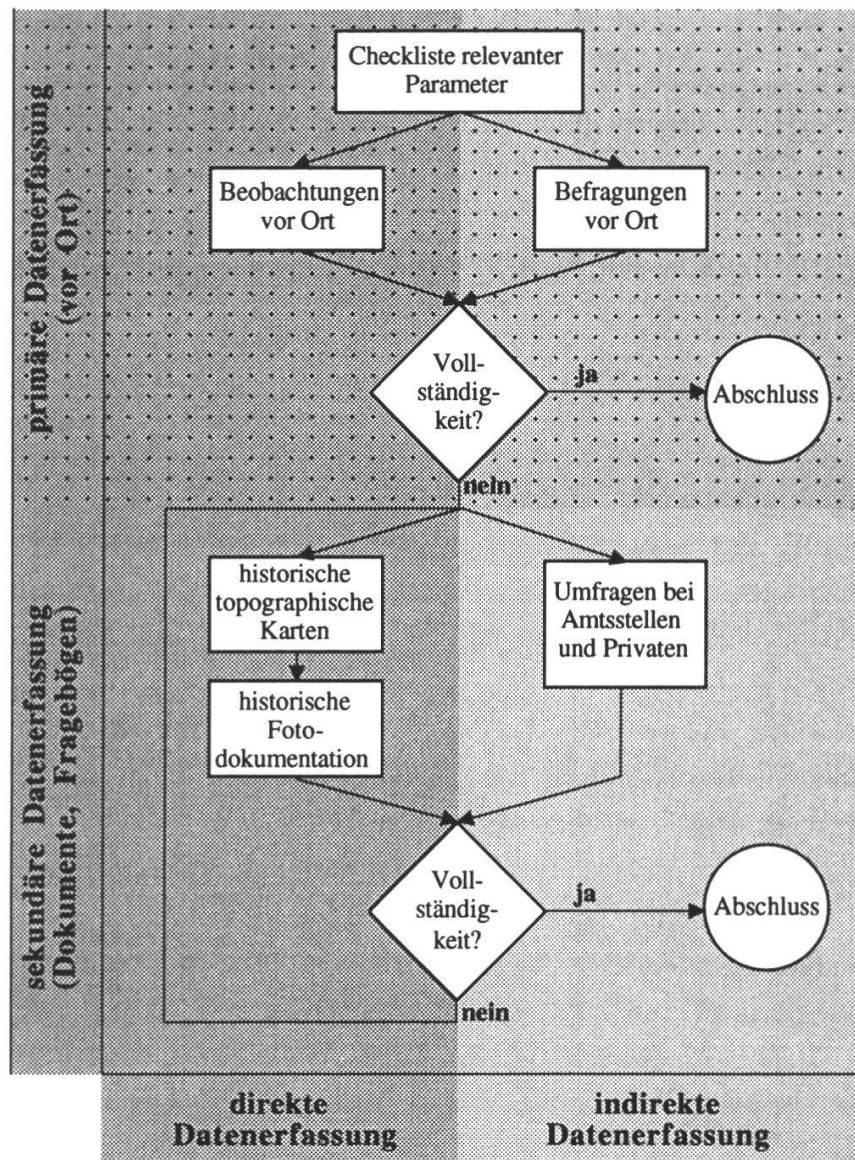 Checkliste relevanter
Parameter
Beobachtungen
vor Ort
Befragungen
vor Ort
primäre Datenerfassung
(vor Ort)
Voll-
ständig-
keit?
ja
Abschluss
nein
historische
topographische
Karten
Umfragen bei
Amtsstellen
und Privaten
historische
Foto-
dokumentation
sekundäre Datenerfassung
(Dokumente, Fragebögen)
Voll-
ständig-
keit?
ja
Abschluss
nein
direkte
Datenerfassung
indirekte
Datenerfassung